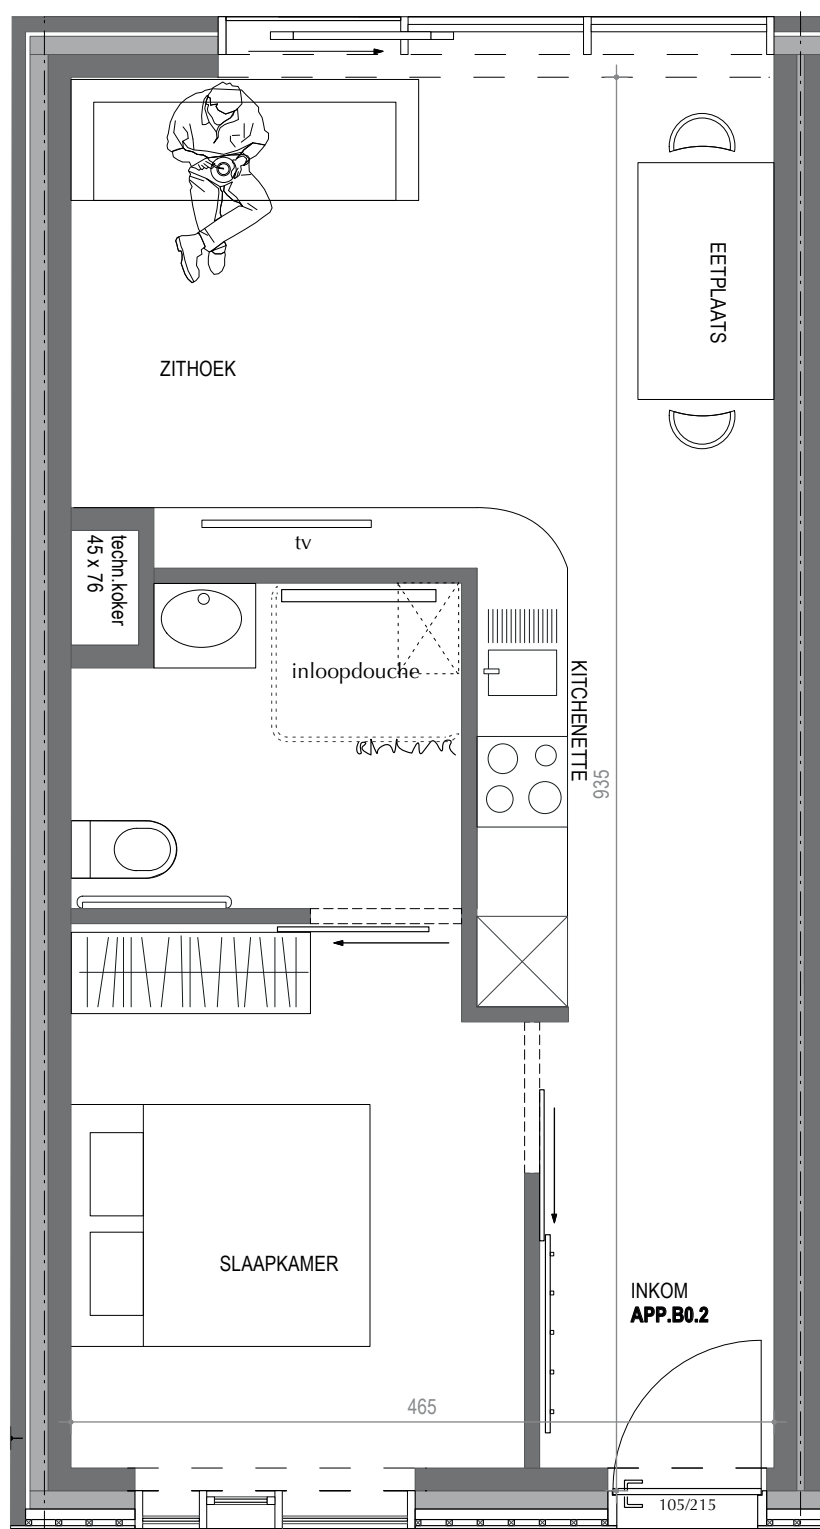 EETPLAATS
ZITHOEK
techn.koker
45 x 76
tv
inloopdouche
KITCHENETTE
935
SLAAPKAMER
INKOM
APP.B0.2
465
105/215